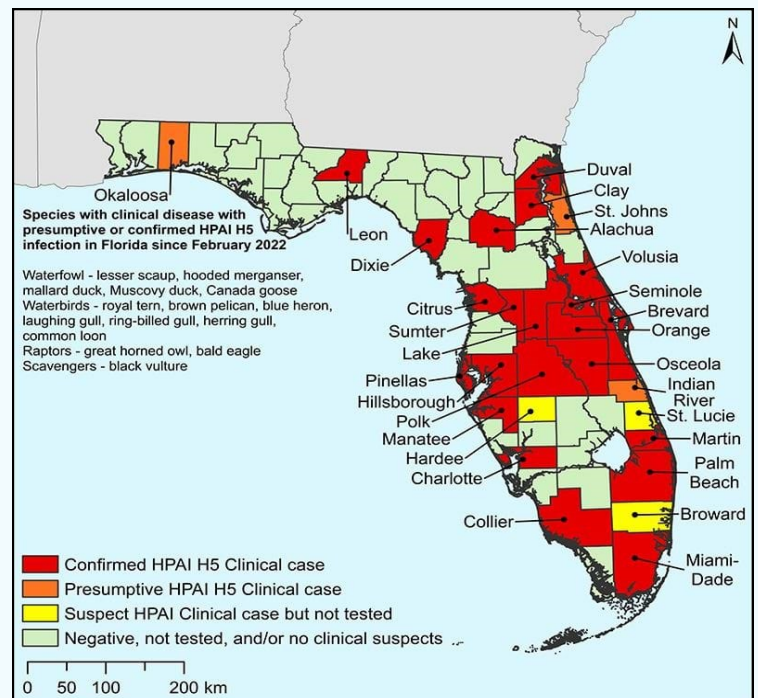 N
Okaloosa
Species with clinical disease with
presumptive or confirmed HPAI H5
infection in Florida since February 2022
Waterfowl - lesser scaup, hooded merganser,
mallard duck, Muscovy duck, Canada goose
Waterbirds - royal tern, brown pelican, blue heron,
laughing gull, ring-billed gull, herring gull,
common loon
Raptors - great horned owl, bald eagle
Scavengers - black vulture
Leon
Dixie
Duval
Clay
St. Johns
Alachua
Volusia
Citrus
Seminole
Sumter
Brevard
Orange
Lake
Osceola
Pinellas
Indian
River
Hillsborough
Polk
St. Lucie
Manatee
Martin
Hardee
Charlotte
Palm
Beach
Collier
Broward
Miami-
Dade
Confirmed HPAI H5 Clinical case
Presumptive HPAI H5 Clinical case
Suspect HPAI Clinical case but not tested
Negative, not tested, and/or no clinical suspects
0 50 100 200 km